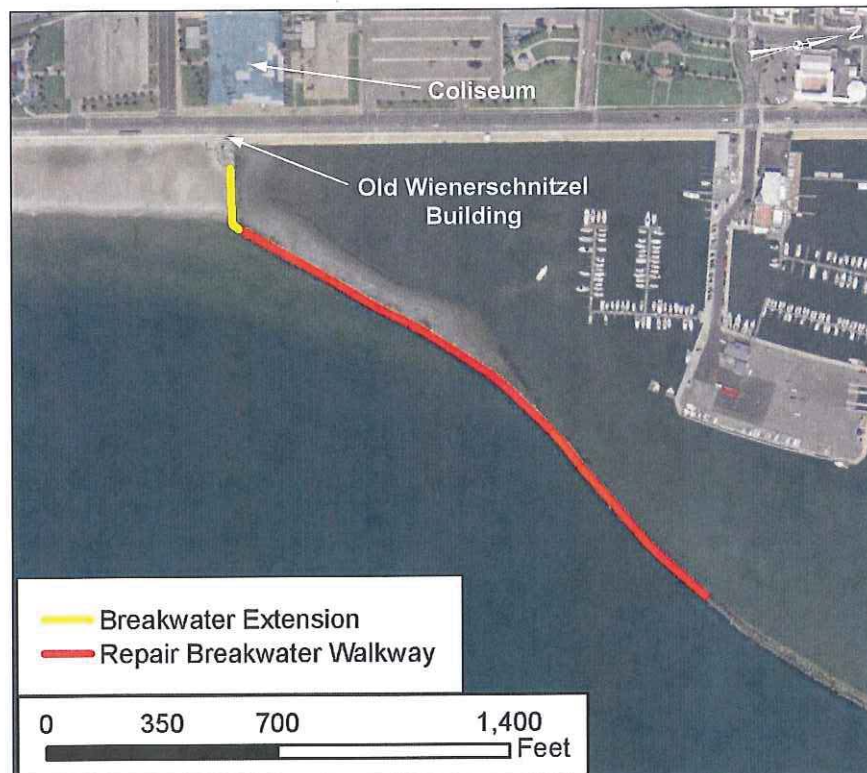 N
Coliseum
Old Wienerschnitzel
Building
Breakwater Extension
Repair Breakwater Walkway
0 350 700 1,400
Feet